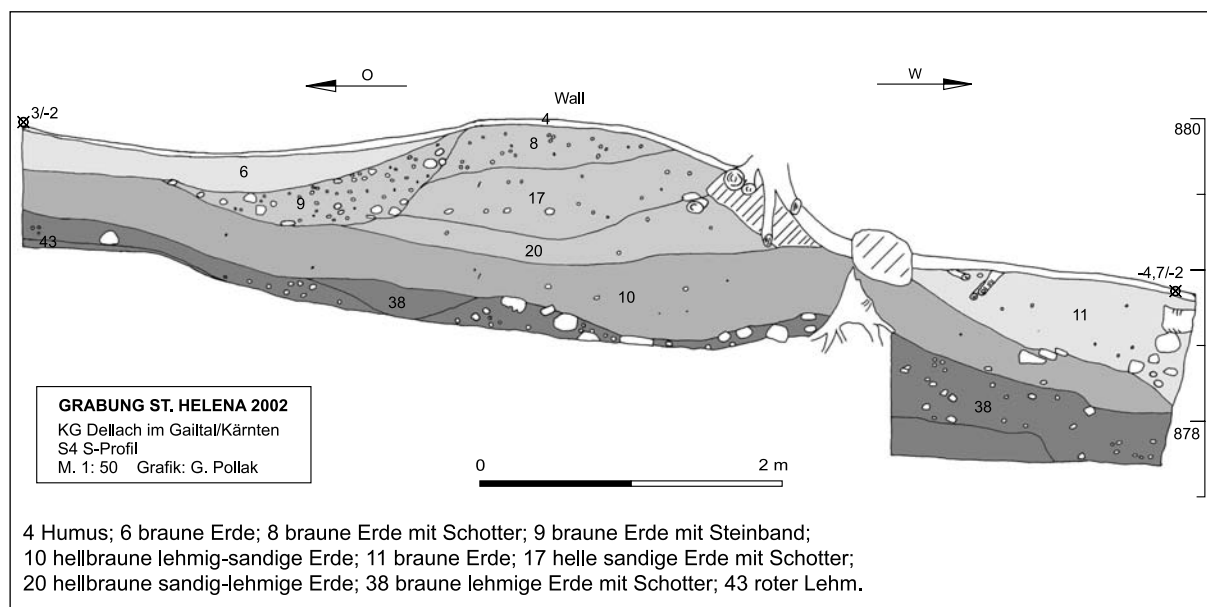 O
W
Wall
3/-2
4
880
8
6
17
9
43
20
-4,7/-2
10
38
11
38
878
GRABUNG ST. HELENA 2002
KG Dellach im Gailtal/Kärnten
S4 S-Profil
M. 1: 50 Grafik: G. Pollak
0 2 m
4 Humus; 6 braune Erde; 8 braune Erde mit Schotter; 9 braune Erde mit Steinband;
10 hellbraune lehmig-sandige Erde; 11 braune Erde; 17 helle sandige Erde mit Schotter;
20 hellbraune sandig-lehmige Erde; 38 braune lehmige Erde mit Schotter; 43 roter Lehm.